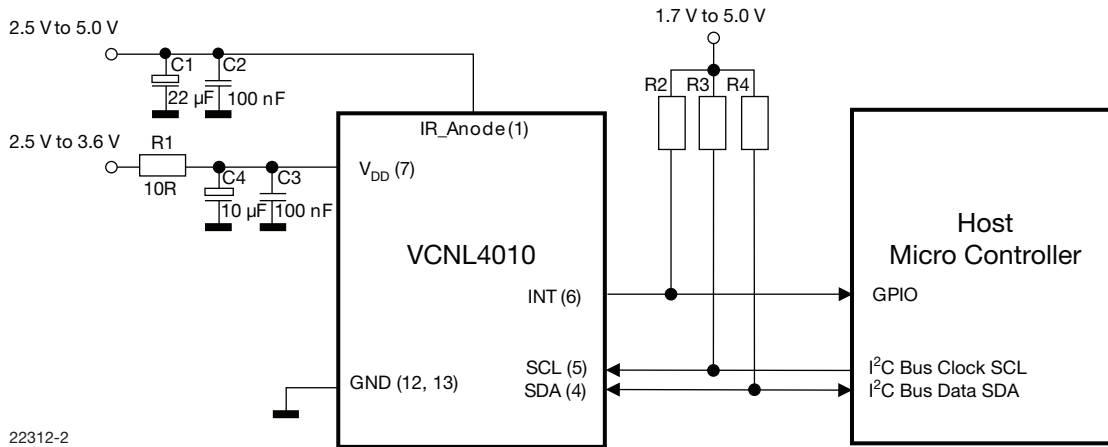 1.7 V to 5.0 V
2.5 V to 5.0 V
C1
C2
22 µF
100 nF
R2
R3
R4
IR_Anode (1)
2.5 V to 3.6 V
R1
10R
C4
C3
10 µF
100 nF
VDD (7)
VCNL4010
Host
Micro Controller
INT (6)
GPIO
GND (12, 13)
SCL (5)
SDA (4)
I²C Bus Clock SCL
I²C Bus Data SDA
22312-2